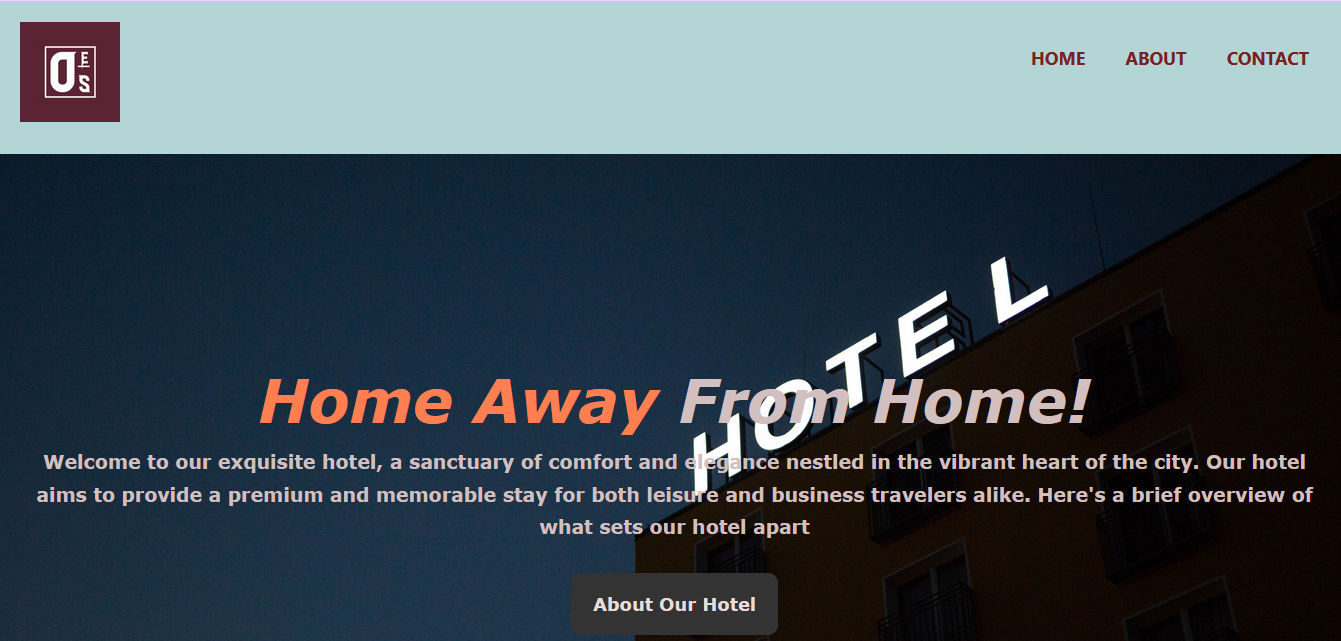 DES
HOME ABOUT CONTACT
HOTEL
Home Away From Home!
Welcome to our exquisite hotel, a sanctuary of comfort and elegance nestled in the vibrant heart of the city. Our hotel
aims to provide a premium and memorable stay for both leisure and business travelers alike. Here's a brief overview of
what sets our hotel apart
About Our Hotel